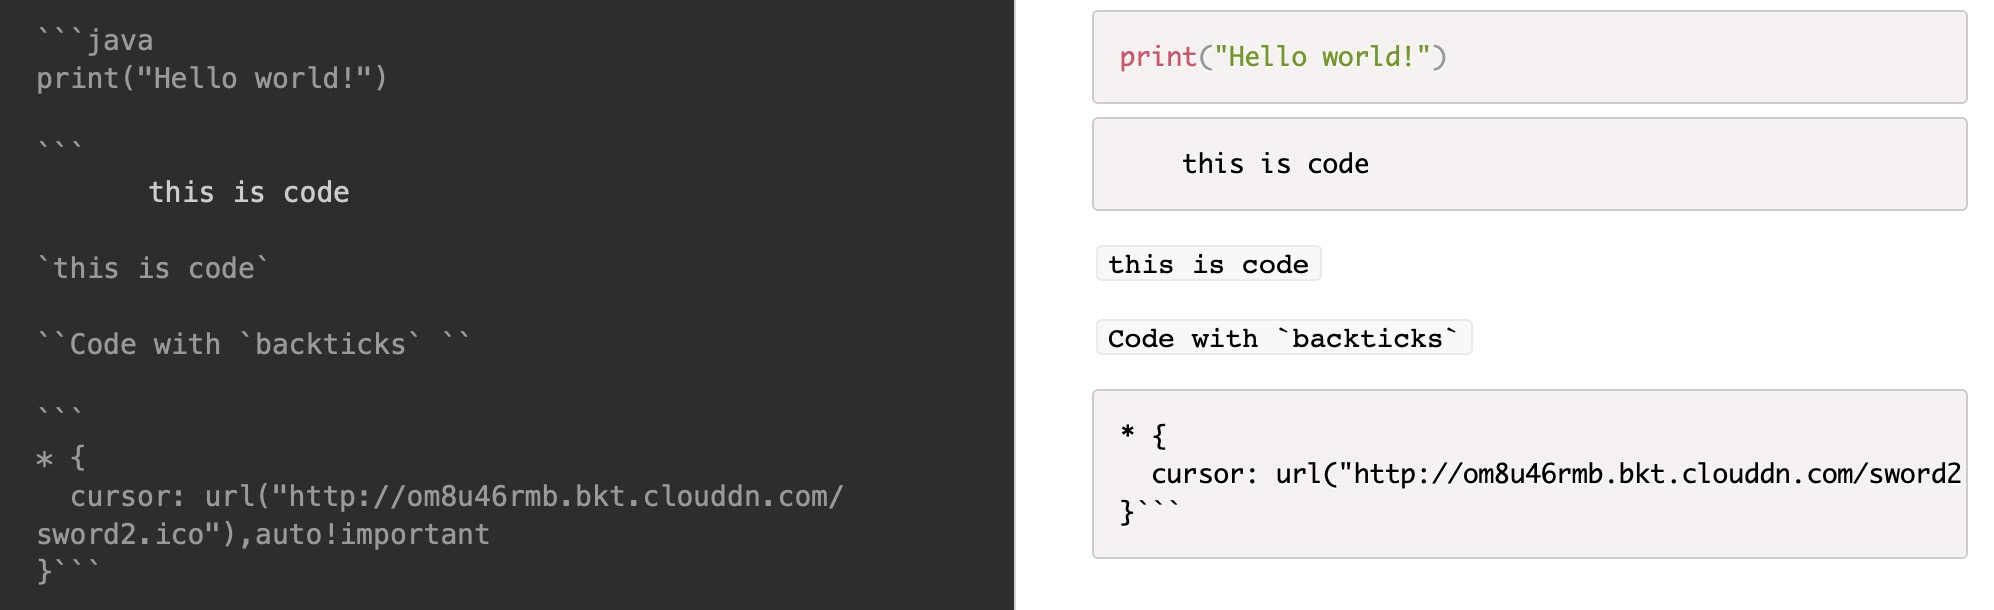 ```java
print("Hello world!")
```
this is code
`this is code`
``Code with `backticks` ``
```
* {
  cursor: url("http://om8u46rmb.bkt.clouddn.com/
sword2.ico"),auto!important
}```
print("Hello world!")
this is code
this is code
Code with `backticks`
* {
  cursor: url("http://om8u46rmb.bkt.clouddn.com/sword2
}```